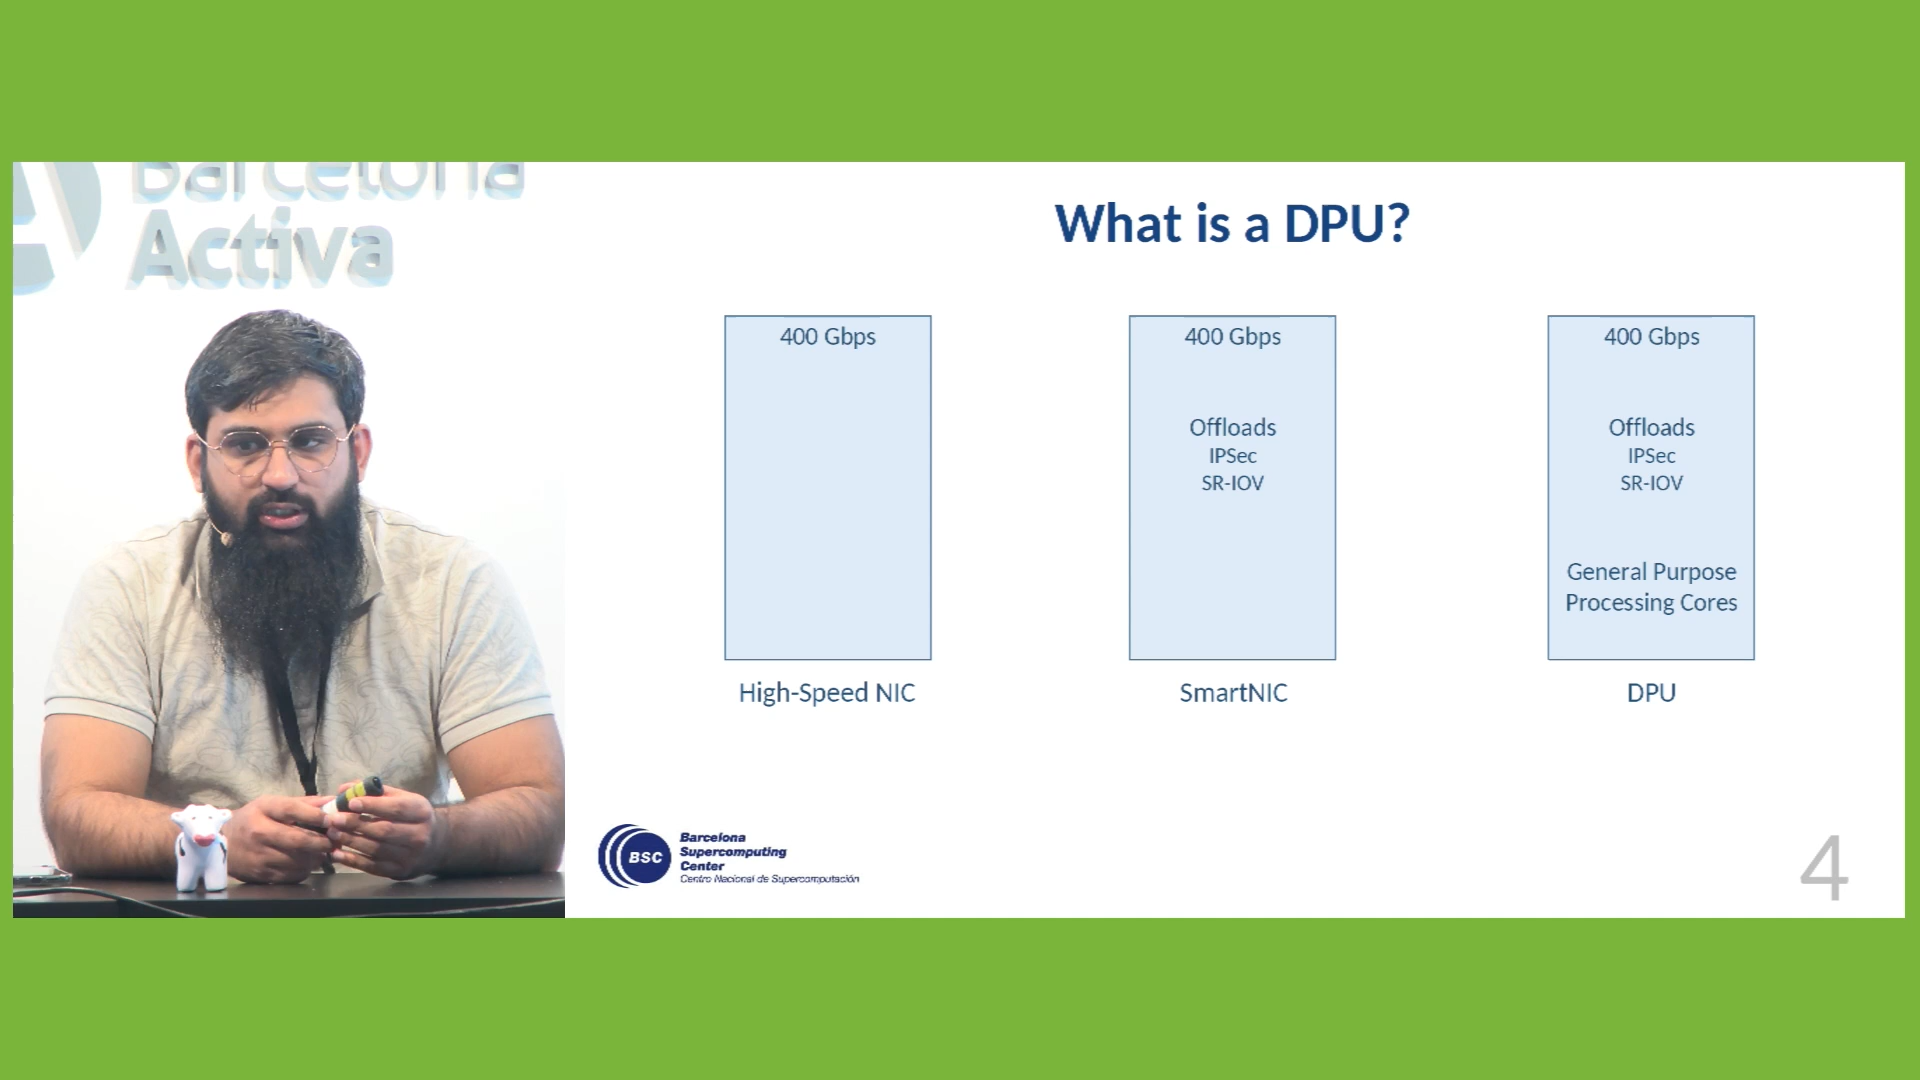 Barcelona
Activa
What is a DPU?
400 Gbps
High-Speed NIC
400 Gbps
Offloads
IPSec
SR-IOV
SmartNIC
400 Gbps
Offloads
IPSec
SR-IOV
General Purpose
Processing Cores
DPU
BSC
Barcelona
Supercomputing
Center
Centro Nacional de Supercomputación
4